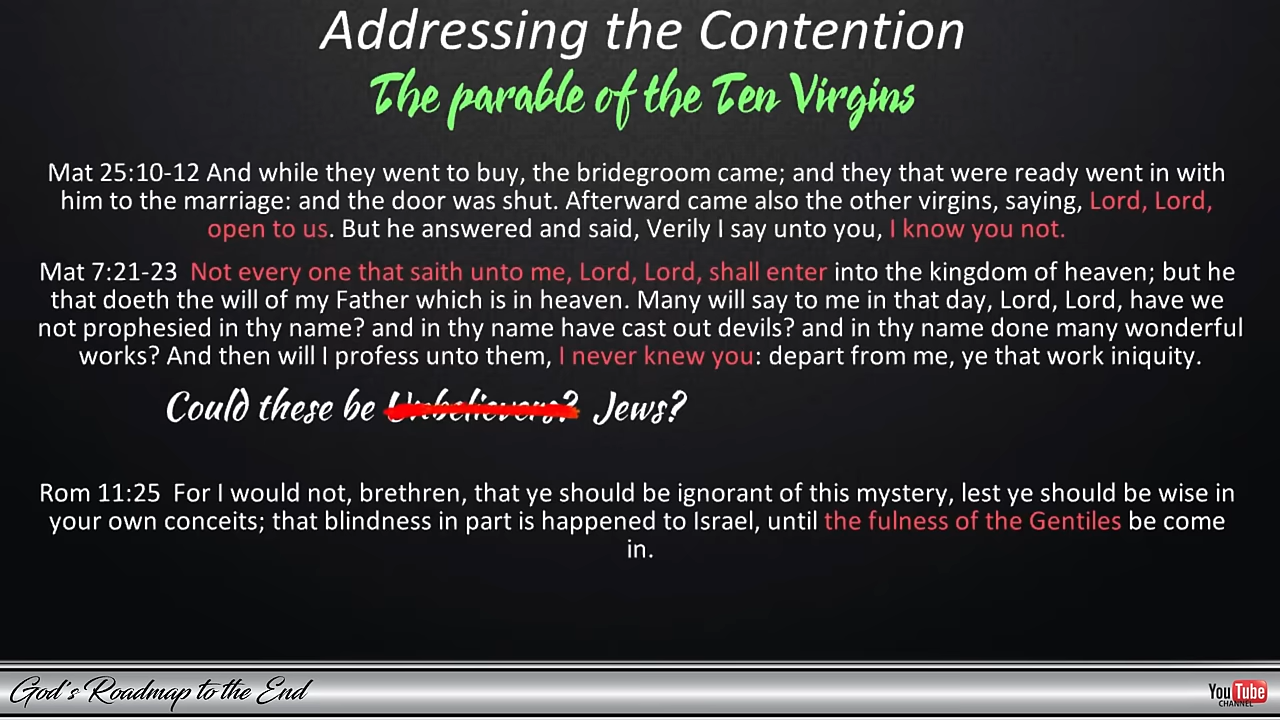 Addressing the Contention
The parable of the Ten Virgins
Mat 25:10-12 And while they went to buy, the bridegroom came; and they that were ready went in with
him to the marriage: and the door was shut. Afterward came also the other virgins, saying, Lord, Lord,
open to us. But he answered and said, Verily I say unto you, I know you not.
Mat 7:21-23 Not every one that saith unto me, Lord, Lord, shall enter into the kingdom of heaven; but he
that doeth the will of my Father which is in heaven. Many will say to me in that day, Lord, Lord, have we
not prophesied in thy name? and in thy name have cast out devils? and in thy name done many wonderful
works? And then will I profess unto them, I never knew you: depart from me, ye that work iniquity.
Could these be Unbelievers? Jews?
Rom 11:25 For I would not, brethren, that ye should be ignorant of this mystery, lest ye should be wise in
your own conceits; that blindness in part is happened to Israel, until the fulness of the Gentiles be come
in.
God's Roadmap to the End
YouTube
CHANNEL